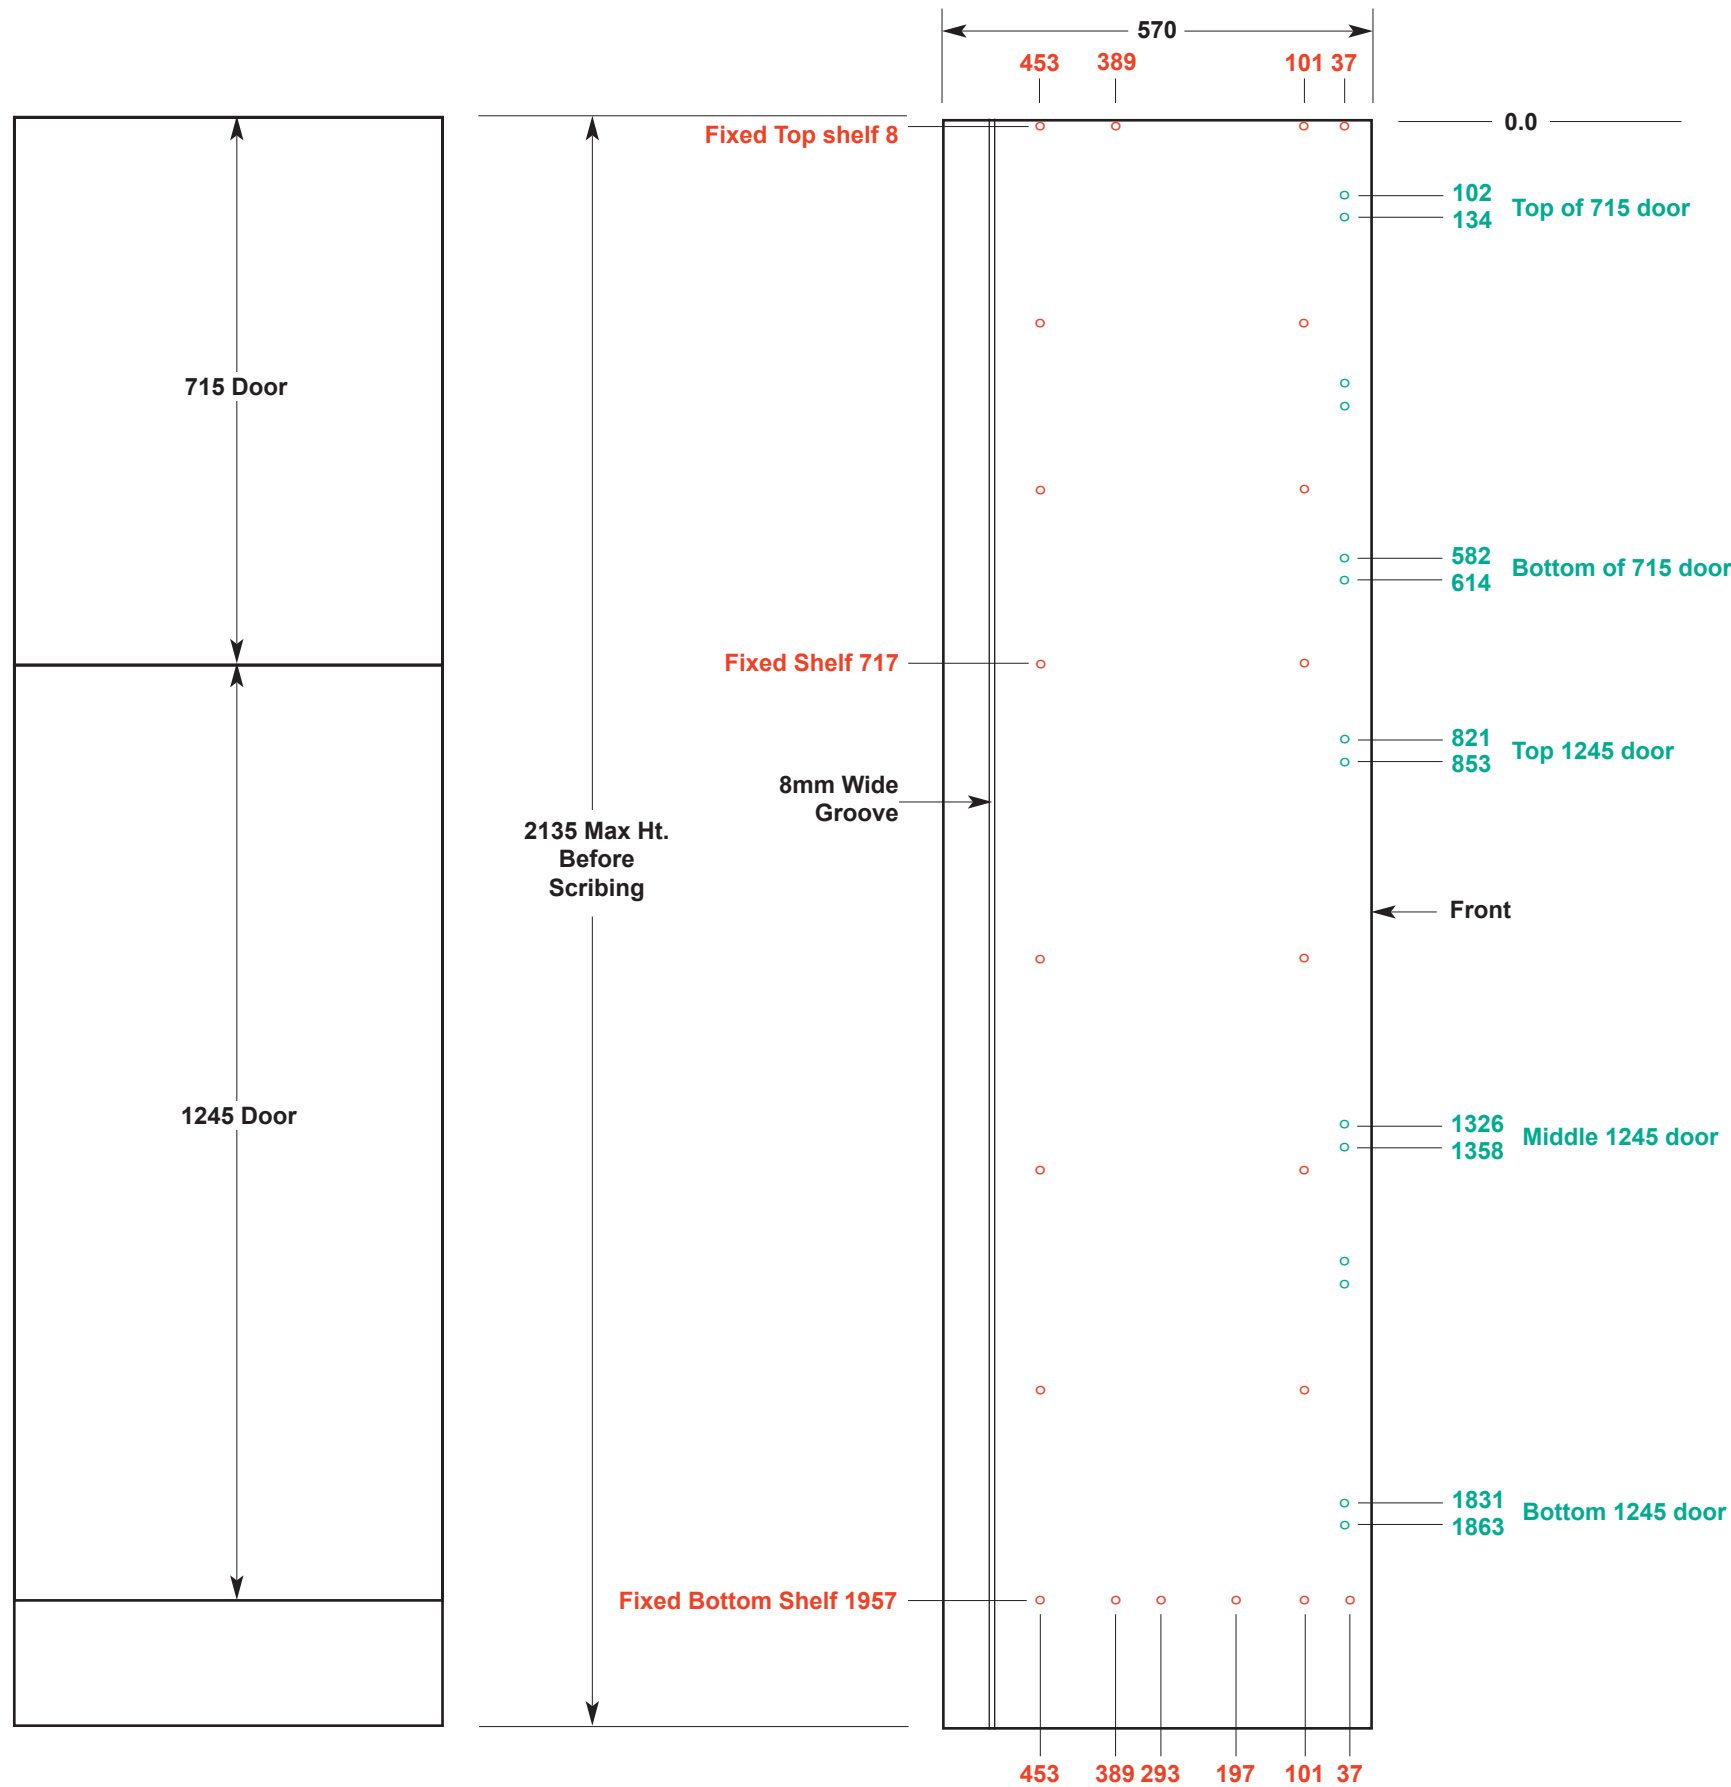 570
453 389 101 37
Fixed Top shelf 8
0.0
102
134
Top of 715 door
715 Door
582
614
Bottom of 715 door
Fixed Shelf 717
821
853
Top 1245 door
8mm Wide
Groove
2135 Max Ht.
Before
Scribing
Front
1245 Door
1326
1358
Middle 1245 door
1831
1863
Bottom 1245 door
Fixed Bottom Shelf 1957
453 389 293 197 101 37